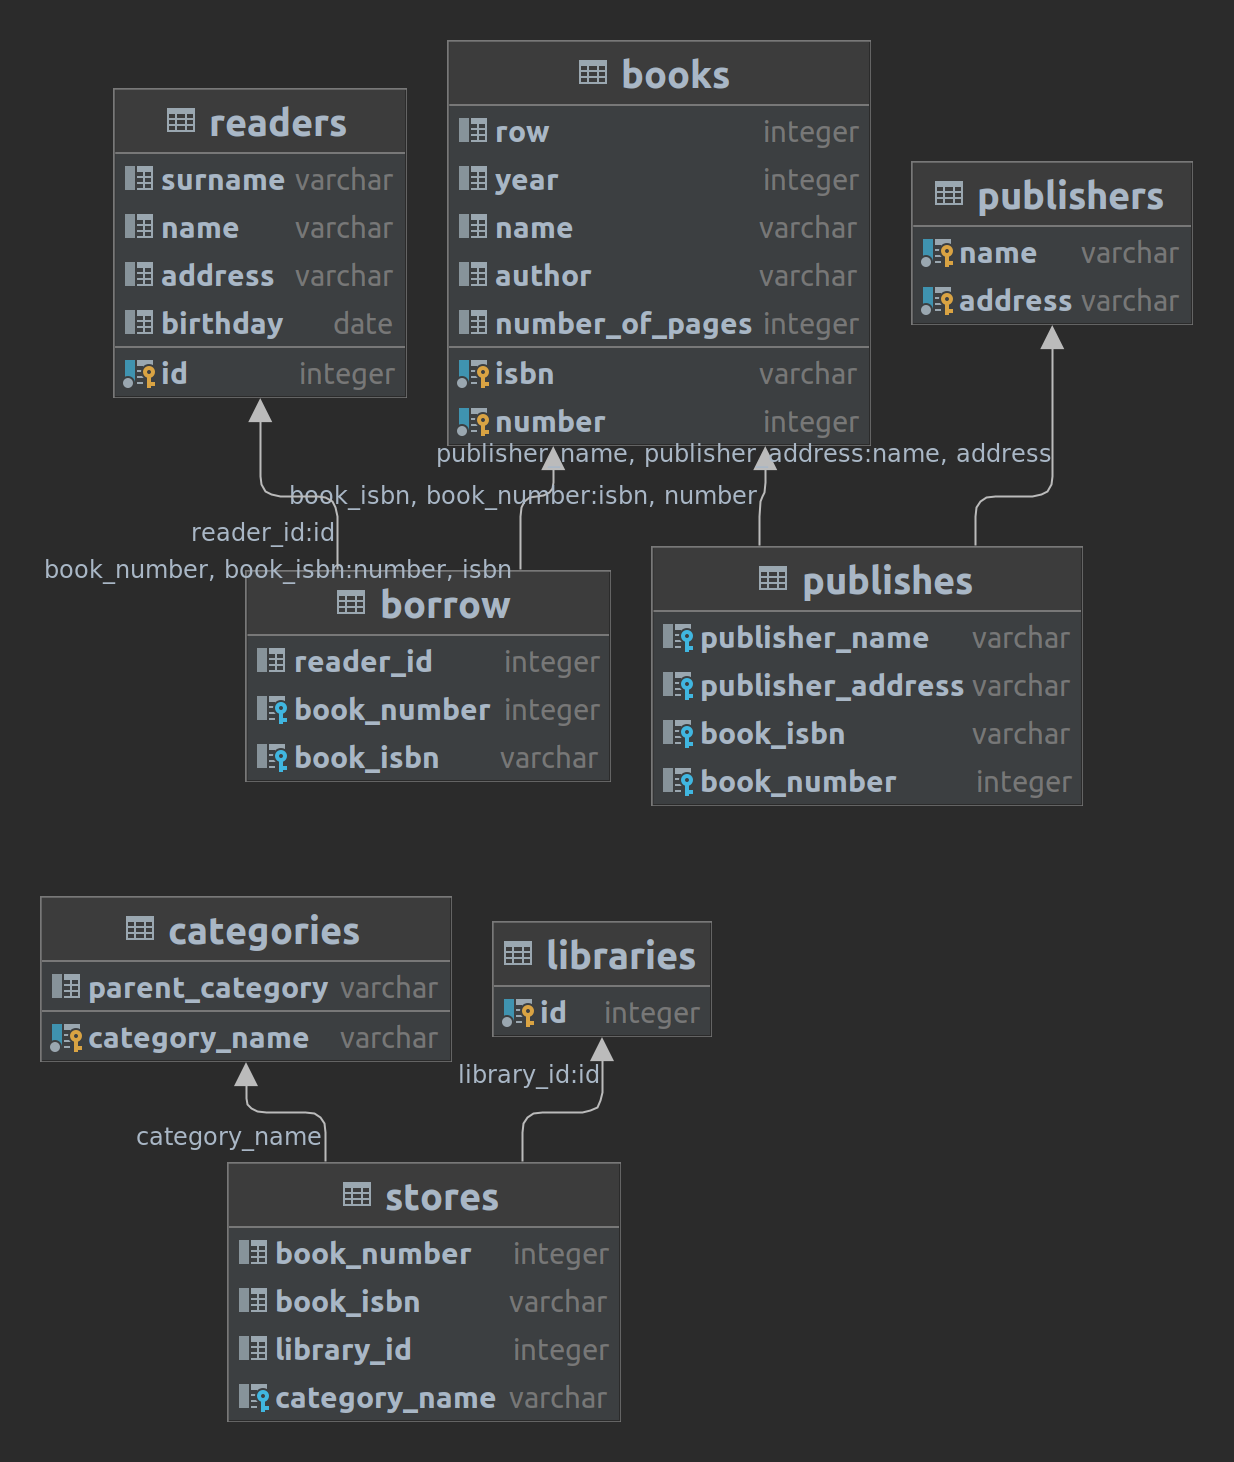 readers
surname varchar
name varchar
address varchar
birthday date
id integer
books
row integer
year integer
name varchar
author varchar
number_of_pages integer
isbn varchar
number integer
publishers
name varchar
address varchar
publisher_name, publisher_address:name, address
book_isbn, book_number:isbn, number
reader_id:id
book_number, book_isbn:number, isbn
borrow
reader_id integer
book_number integer
book_isbn varchar
publishes
publisher_name varchar
publisher_address varchar
book_isbn varchar
book_number integer
categories
parent_category varchar
category_name varchar
libraries
id integer
library_id:id
category_name
stores
book_number integer
book_isbn varchar
library_id integer
category_name varchar